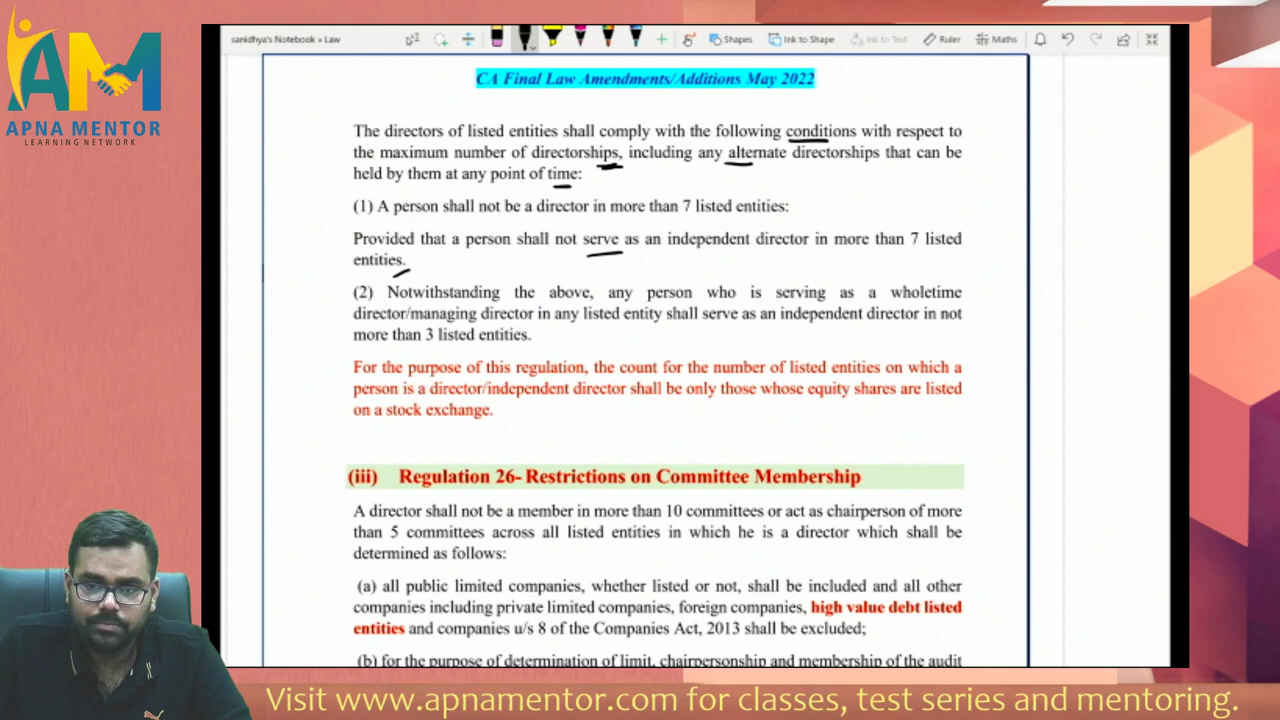 AM
APNA MENTOR
LEARNING NETWORK
sanidhya's Notebook » Law
Shapes
Ink to Shape
Ink to Text
Ruler
Maths
CA Final Law Amendments/Additions May 2022
The directors of listed entities shall comply with the following conditions with respect to
the maximum number of directorships, including any alternate directorships that can be
held by them at any point of time:
(1) A person shall not be a director in more than 7 listed entities:
Provided that a person shall not serve as an independent director in more than 7 listed
entities.
(2) Notwithstanding the above, any person who is serving as a wholetime
director/managing director in any listed entity shall serve as an independent director in not
more than 3 listed entities.
For the purpose of this regulation, the count for the number of listed entities on which a
person is a director/independent director shall be only those whose equity shares are listed
on a stock exchange.
(iii) Regulation 26- Restrictions on Committee Membership
A director shall not be a member in more than 10 committees or act as chairperson of more
than 5 committees across all listed entities in which he is a director which shall be
determined as follows:
(a) all public limited companies, whether listed or not, shall be included and all other
companies including private limited companies, foreign companies, high value debt listed
entities and companies u/s 8 of the Companies Act, 2013 shall be excluded;
(b) for the purpose of determination of limit, chairpersonship and membership of the audit
Visit www.apnamentor.com for classes, test series and mentoring.